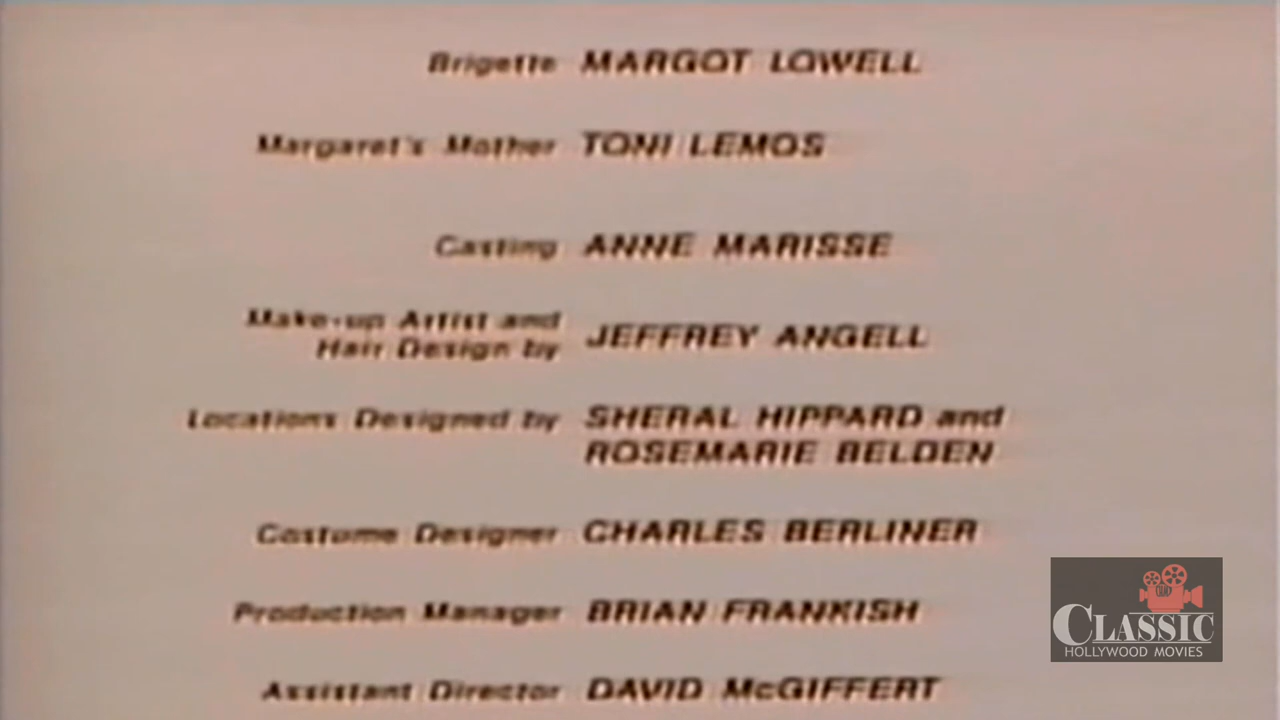 Brigette MARGOT LOWELL
Margaret's Mother TONI LEMOS
Casting ANNE MARISSE
Make-up Artist and
Hair Design by JEFFREY ANGELL
Locations Designed by SHERAL HIPPARD and
ROSEMARIE BELDEN
Costume Designer CHARLES BERLINER
Production Manager BRIAN FRANKISH
Assistant Director DAVID McGIFFERT
CLASSIC
HOLLYWOOD MOVIES